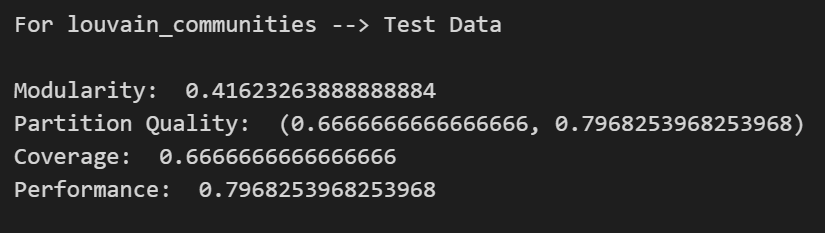 For louvain_communities --> Test Data
Modularity:  0.41623263888888884
Partition Quality:  (0.6666666666666666, 0.7968253968253968)
Coverage:  0.6666666666666666
Performance:  0.7968253968253968